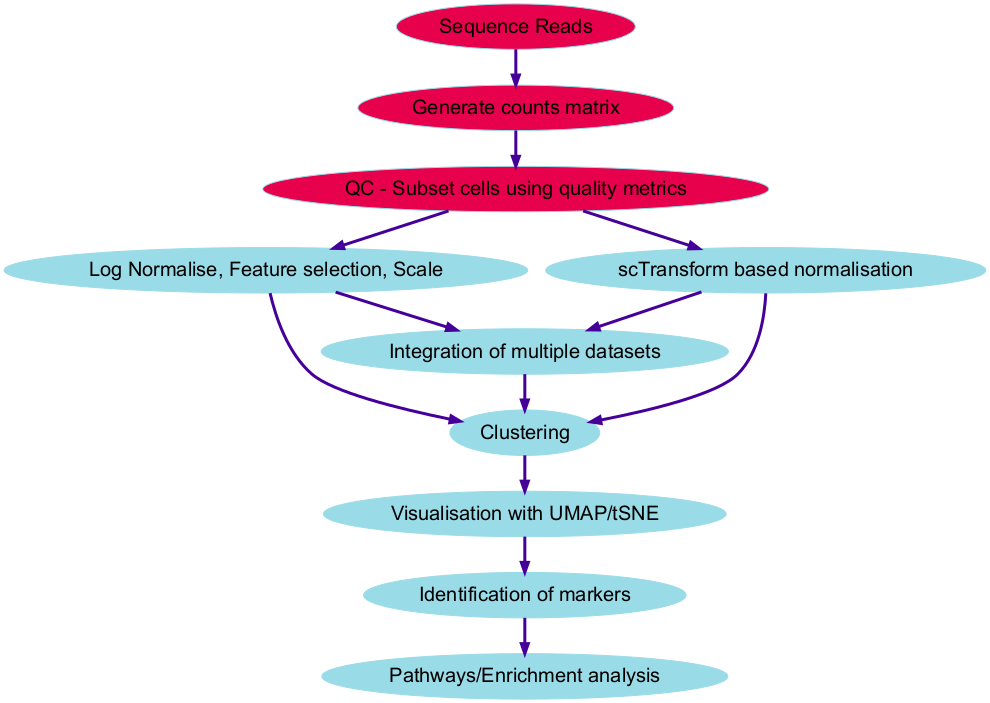 Sequence Reads
Generate counts matrix
QC - Subset cells using quality metrics
Log Normalise, Feature selection, Scale
scTransform based normalisation
Integration of multiple datasets
Clustering
Visualisation with UMAP/tSNE
Identification of markers
Pathways/Enrichment analysis